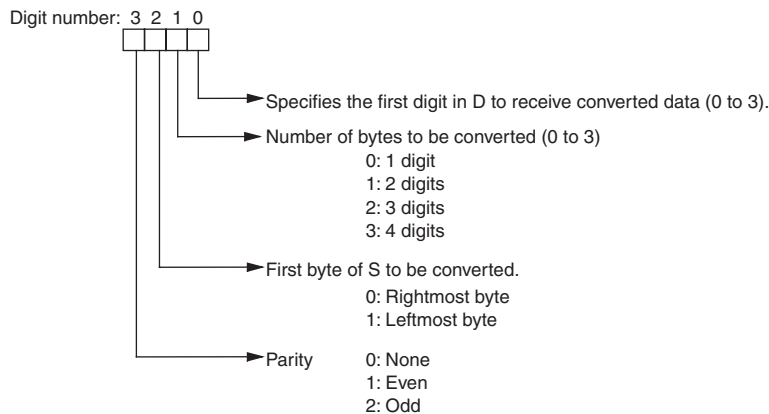 Digit number: 3 2 1 0
Specifies the first digit in D to receive converted data (0 to 3).
Number of bytes to be converted (0 to 3)
0: 1 digit
1: 2 digits
2: 3 digits
3: 4 digits
First byte of S to be converted.
0: Rightmost byte
1: Leftmost byte
Parity 0: None
1: Even
2: Odd